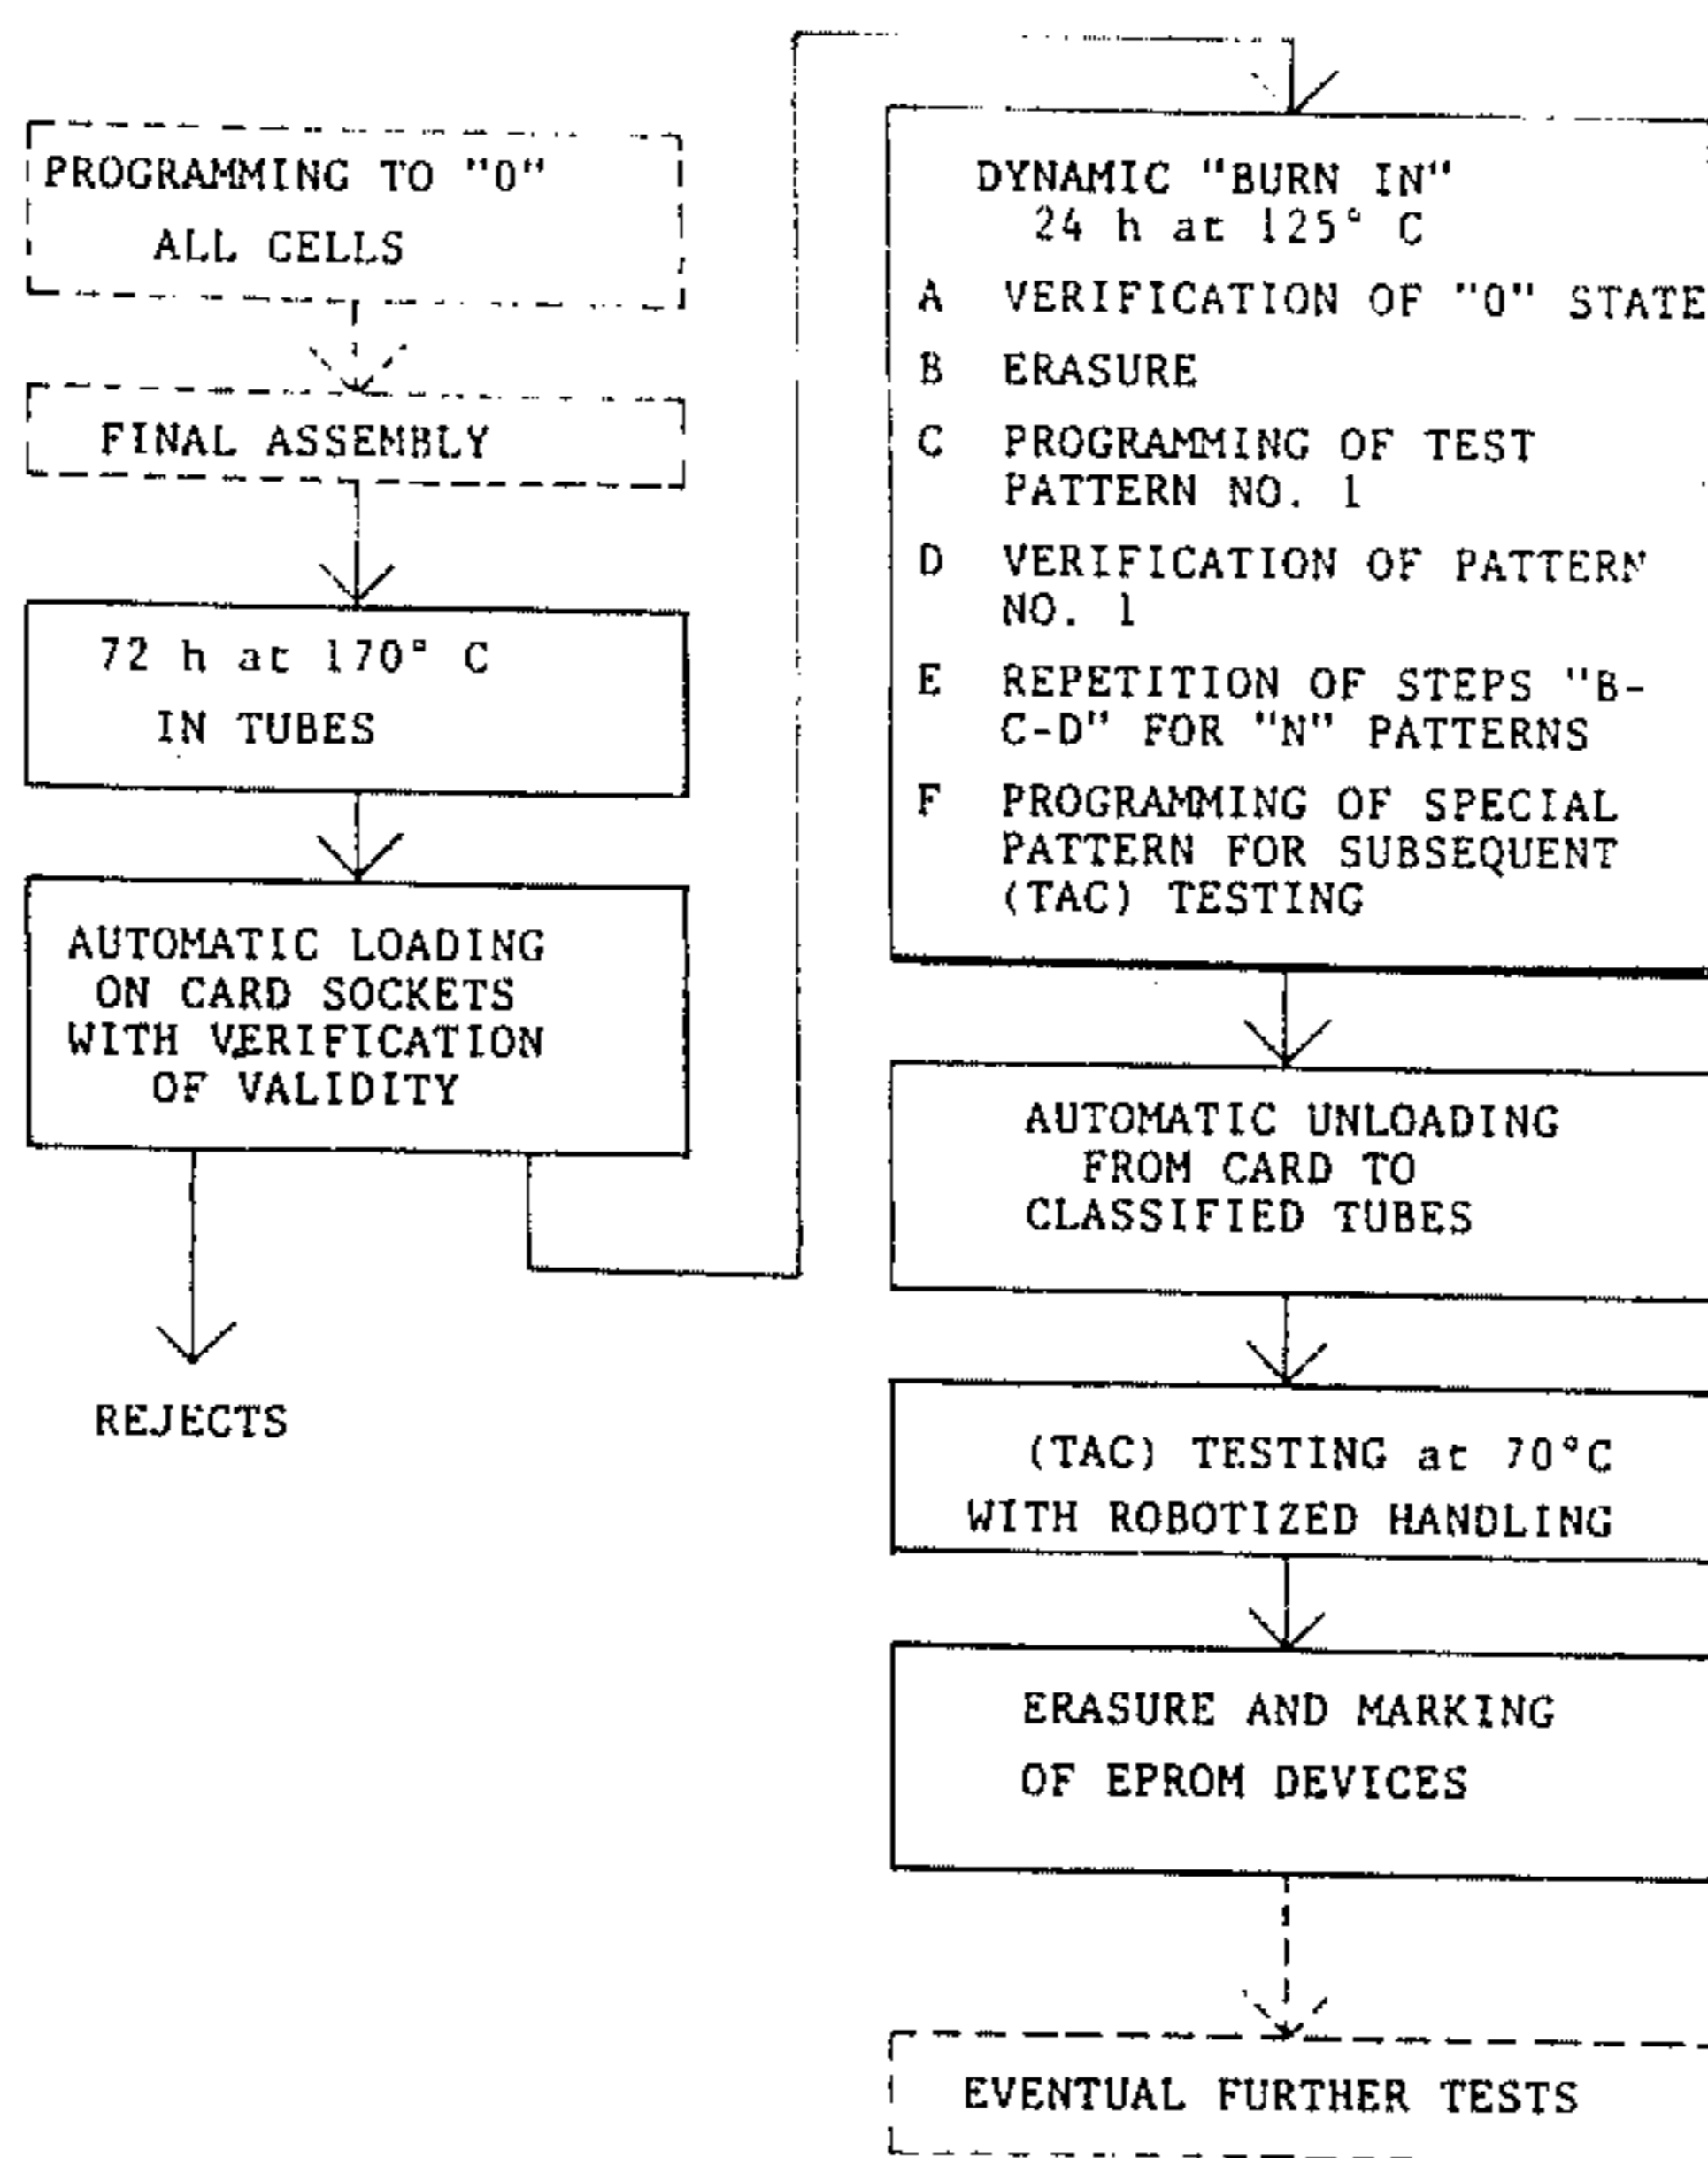 PROGRAMMING TO "0"
ALL CELLS
FINAL ASSEMBLY
72 h at 170° C
IN TUBES
AUTOMATIC LOADING
ON CARD SOCKETS
WITH VERIFICATION
OF VALIDITY
REJECTS
DYNAMIC "BURN IN"
24 h at 125° C
A VERIFICATION OF "0" STATE
B ERASURE
C PROGRAMMING OF TEST
PATTERN NO. 1
D VERIFICATION OF PATTERN
NO. 1
E REPETITION OF STEPS "B-
C-D" FOR "N" PATTERNS
F PROGRAMMING OF SPECIAL
PATTERN FOR SUBSEQUENT
(TAC) TESTING
AUTOMATIC UNLOADING
FROM CARD TO
CLASSIFIED TUBES
(TAC) TESTING at 70°C
WITH ROBOTIZED HANDLING
ERASURE AND MARKING
OF EPROM DEVICES
EVENTUAL FURTHER TESTS